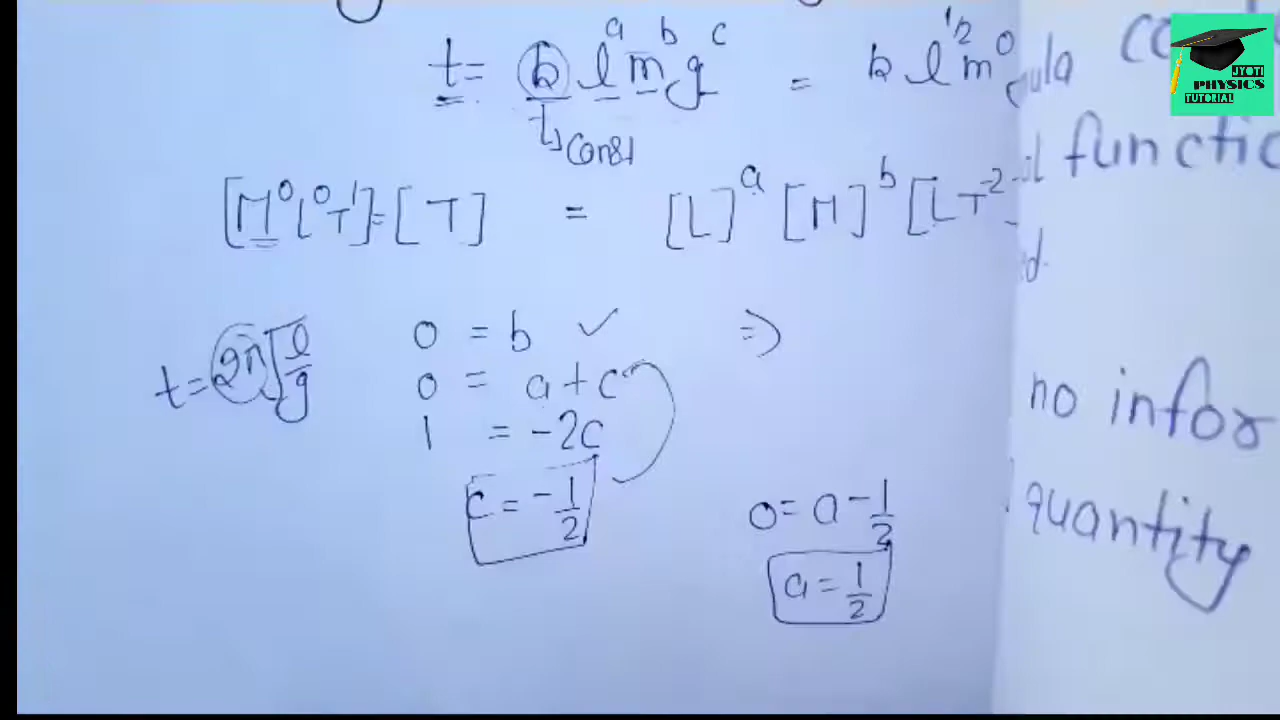 t = k l^a m^b g^c = k l^1/2 m^0
↳ const
[M^0 L^0 T^1] = [T] = [L]^a [M]^b [LT^-2
t = 2π√(l/g)
0 = b ✓ ⇒
0 = a + c
1 = -2c
c = -1/2
0 = a - 1/2
a = 1/2
functio
no infor
quantity
JYOTI
PHYSICS
TUTORIAL